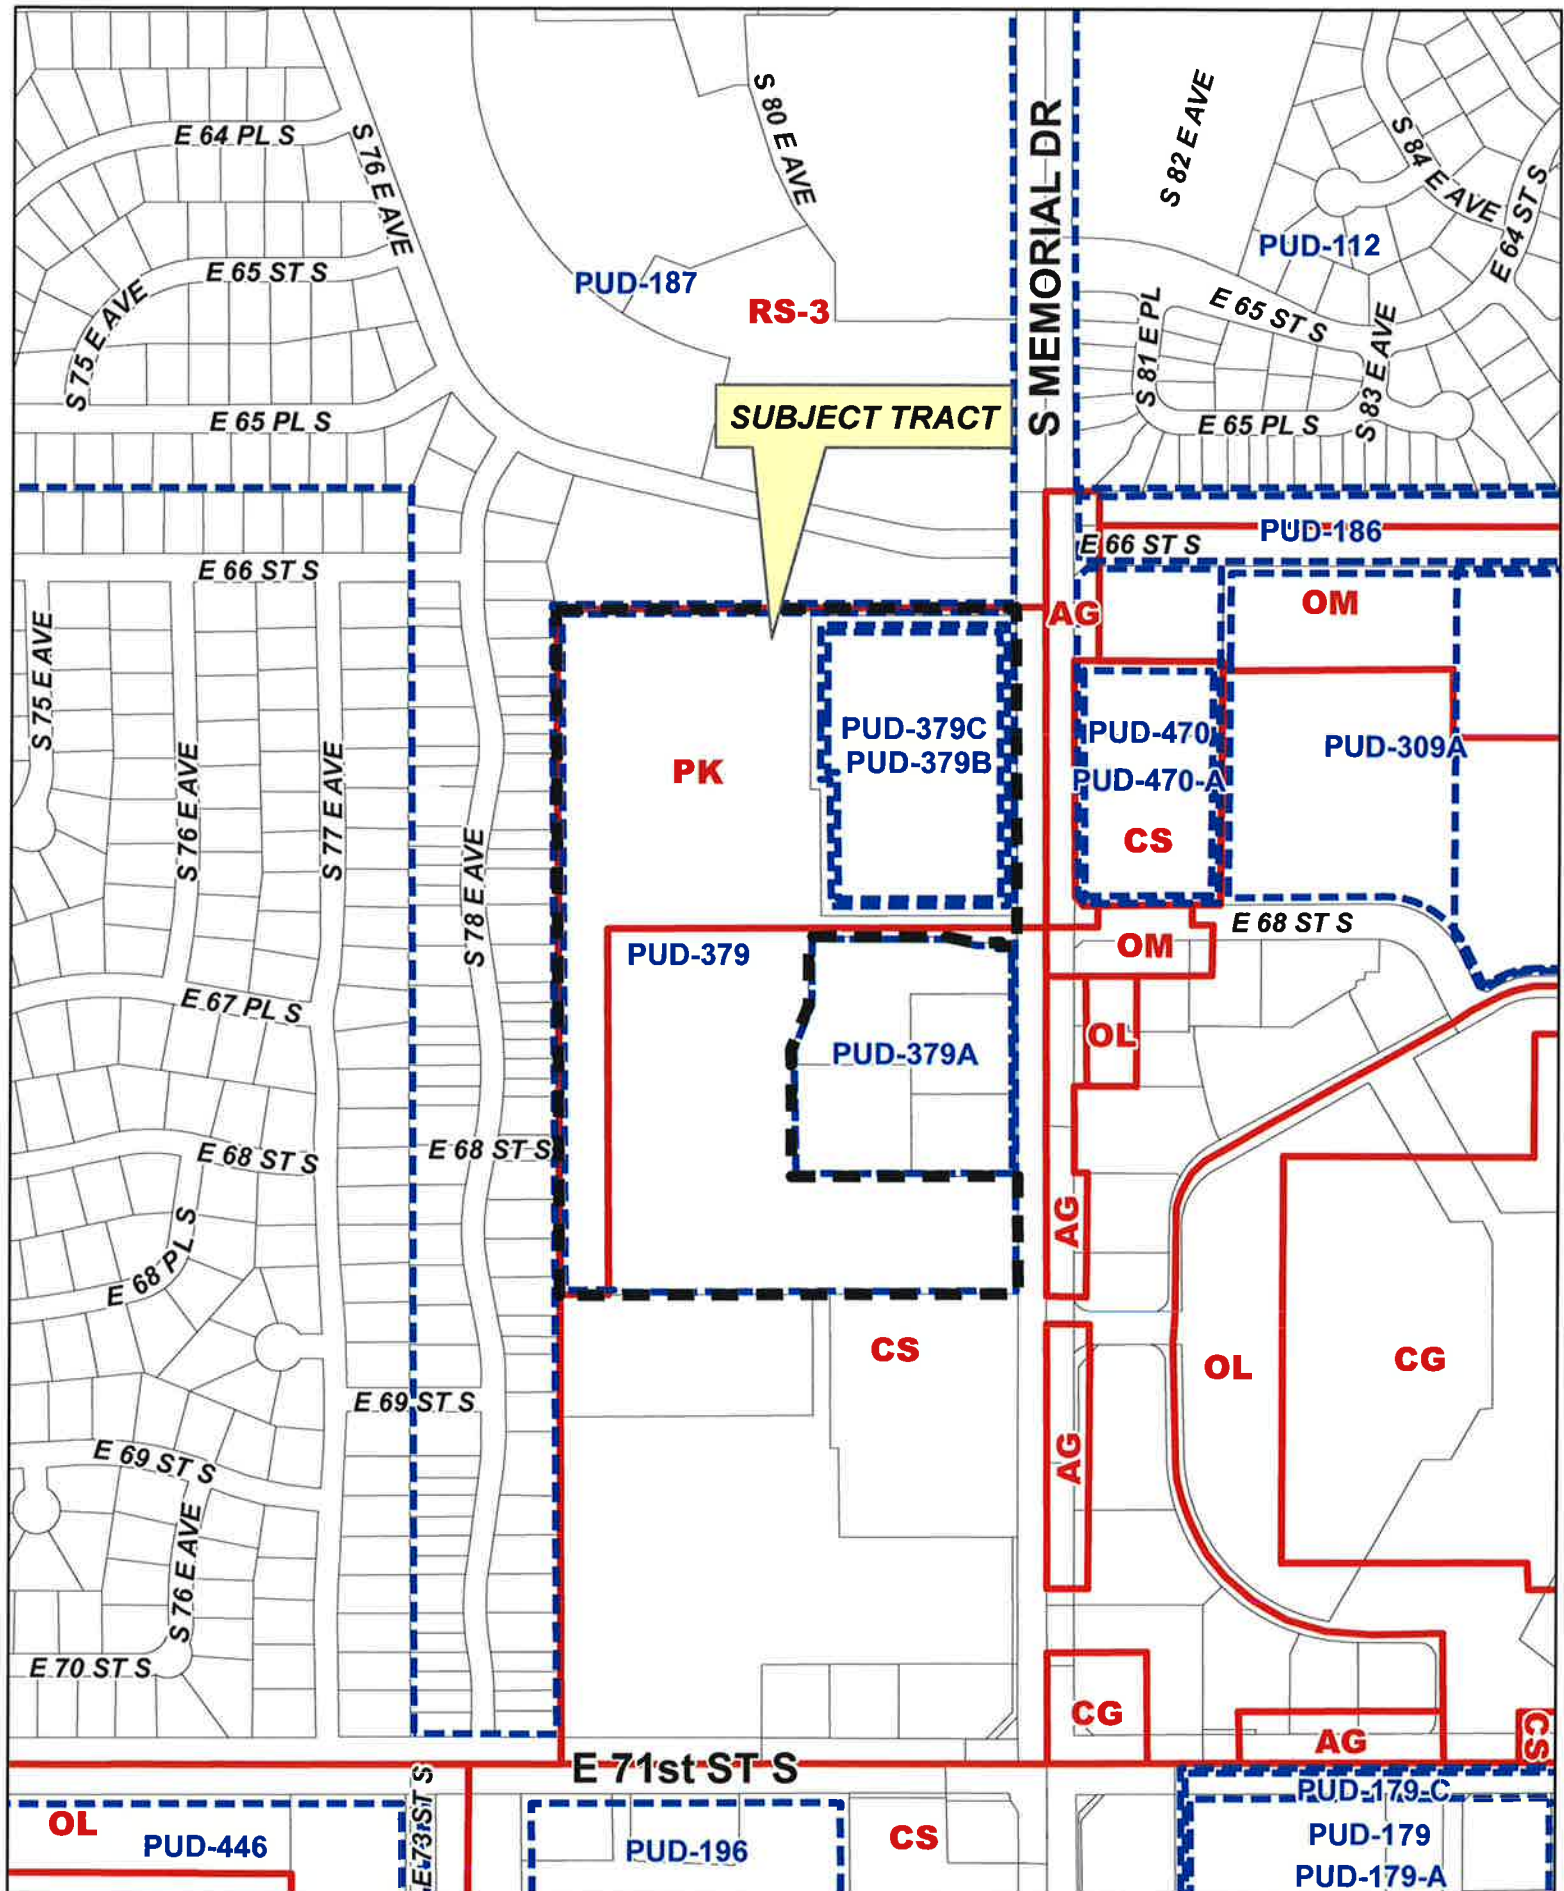 E 64 PL S
S 76 E AVE
S 80 E AVE
S MEMORIAL DR
S 82 E AVE
S 84 E AVE
E 64 ST S
PUD-112
E 65 ST S
S 75 E AVE
PUD-187
RS-3
S 81 E PL
E 65 ST S
S 83 E AVE
E 65 PL S
SUBJECT TRACT
E 65 PL S
PUD-186
E 66 ST S
E 66 ST S
AG
OM
S 75 E AVE
S 76 E AVE
S 77 E AVE
S 78 E AVE
PK
PUD-379C
PUD-379B
PUD-470
PUD-470-A
CS
PUD-309A
E 68 ST S
OM
PUD-379
E 67 PL S
OL
PUD-379A
E 68 ST S
E 68 ST S
AG
E 68 PL S
CS
OL
CG
E 69 ST S
E 69 ST S
AG
S 76 E AVE
E 70 ST S
CG
AG
CS
E 71st ST S
E 73 ST S
PUD-179-C
OL
PUD-446
PUD-196
CS
PUD-179
PUD-179-A